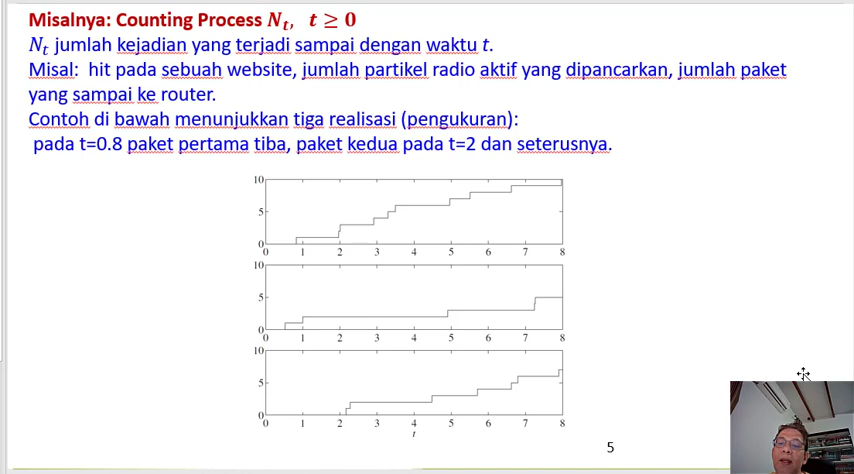 Misalnya: Counting Process Nₜ, t ≥ 0
Nₜ jumlah kejadian yang terjadi sampai dengan waktu t.
Misal: hit pada sebuah website, jumlah partikel radio aktif yang dipancarkan, jumlah paket
yang sampai ke router.
Contoh di bawah menunjukkan tiga realisasi (pengukuran):
pada t=0.8 paket pertama tiba, paket kedua pada t=2 dan seterusnya.
10
5
0
0 1 2 3 4 5 6 7 8
10
5
0
0 1 2 3 4 5 6 7 8
10
5
0
0 1 2 3 4 5 6 7 8
t
5